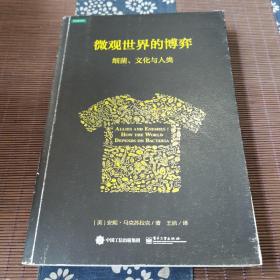 微观世界的博弈
细菌、文化与人类
ALLIES AND ENEMIES:
HOW THE WORLD
DEPENDS ON BACTERIA
[美] 安妮·马克苏拉克/著 王洁/译
中国工信出版集团
电子工业出版社